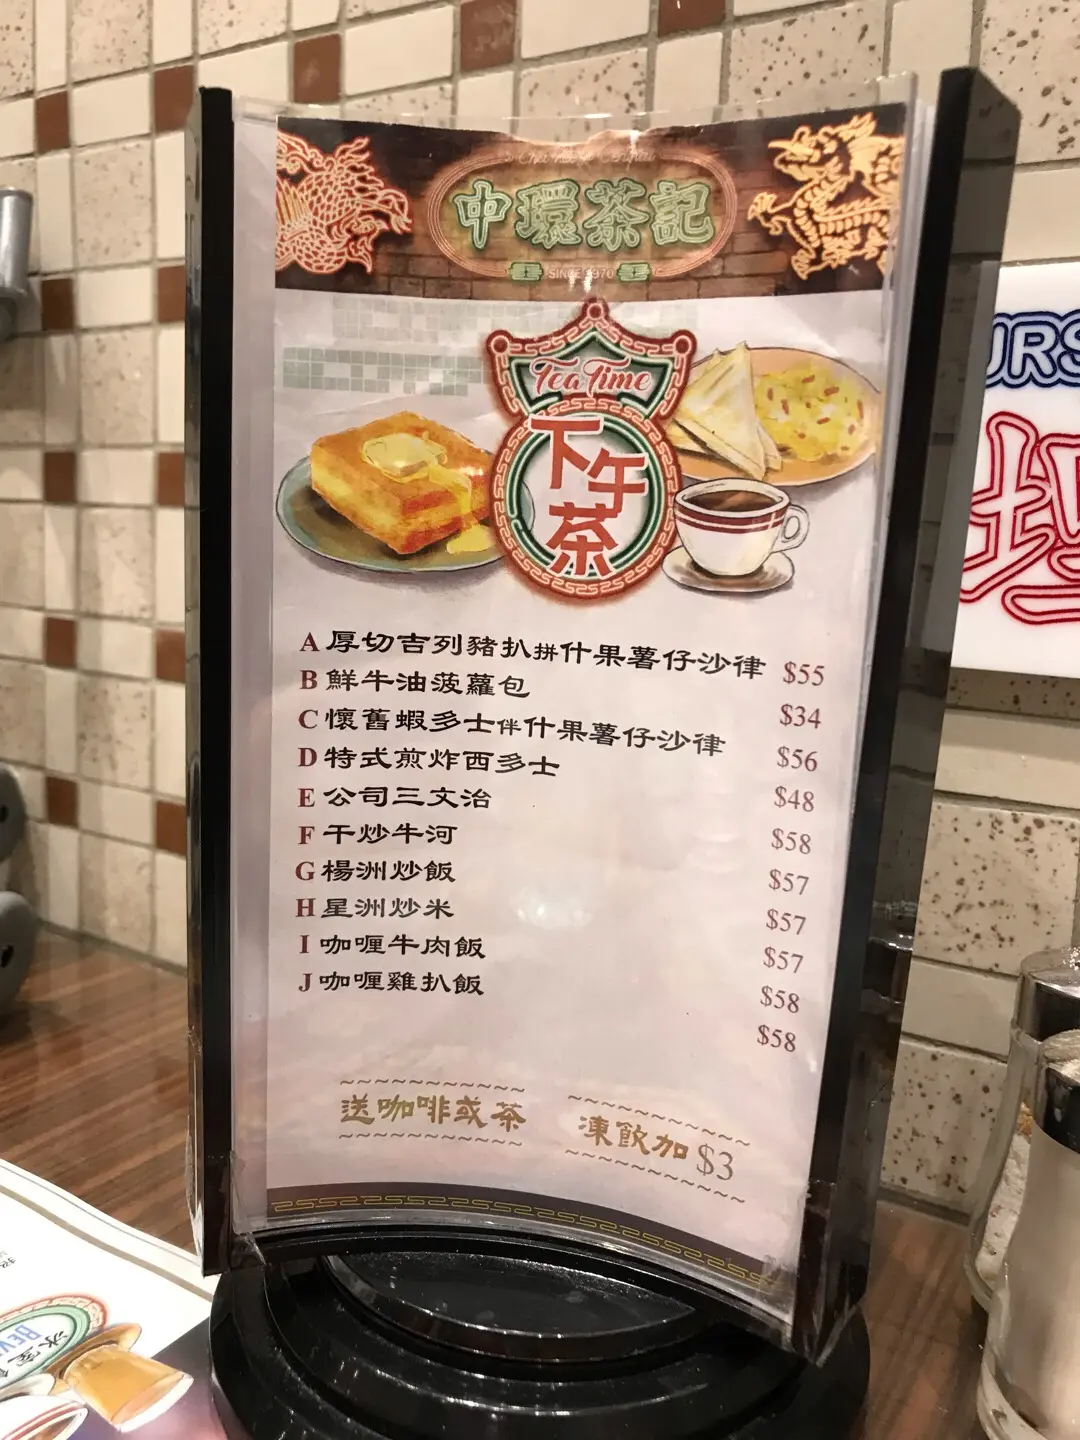 中環茶記
SINCE 1970
Tea Time
下午茶
A 厚切吉列豬扒拼什果薯仔沙律 $55
B 鮮牛油菠蘿包 $34
C 懷舊蝦多士伴什果薯仔沙律 $56
D 特式煎炸西多士 $48
E 公司三文治 $58
F 干炒牛河 $57
G 楊洲炒飯 $57
H 星洲炒米 $57
I 咖喱牛肉飯 $58
J 咖喱雞扒飯 $58
送咖啡或茶
凍飲加 $3